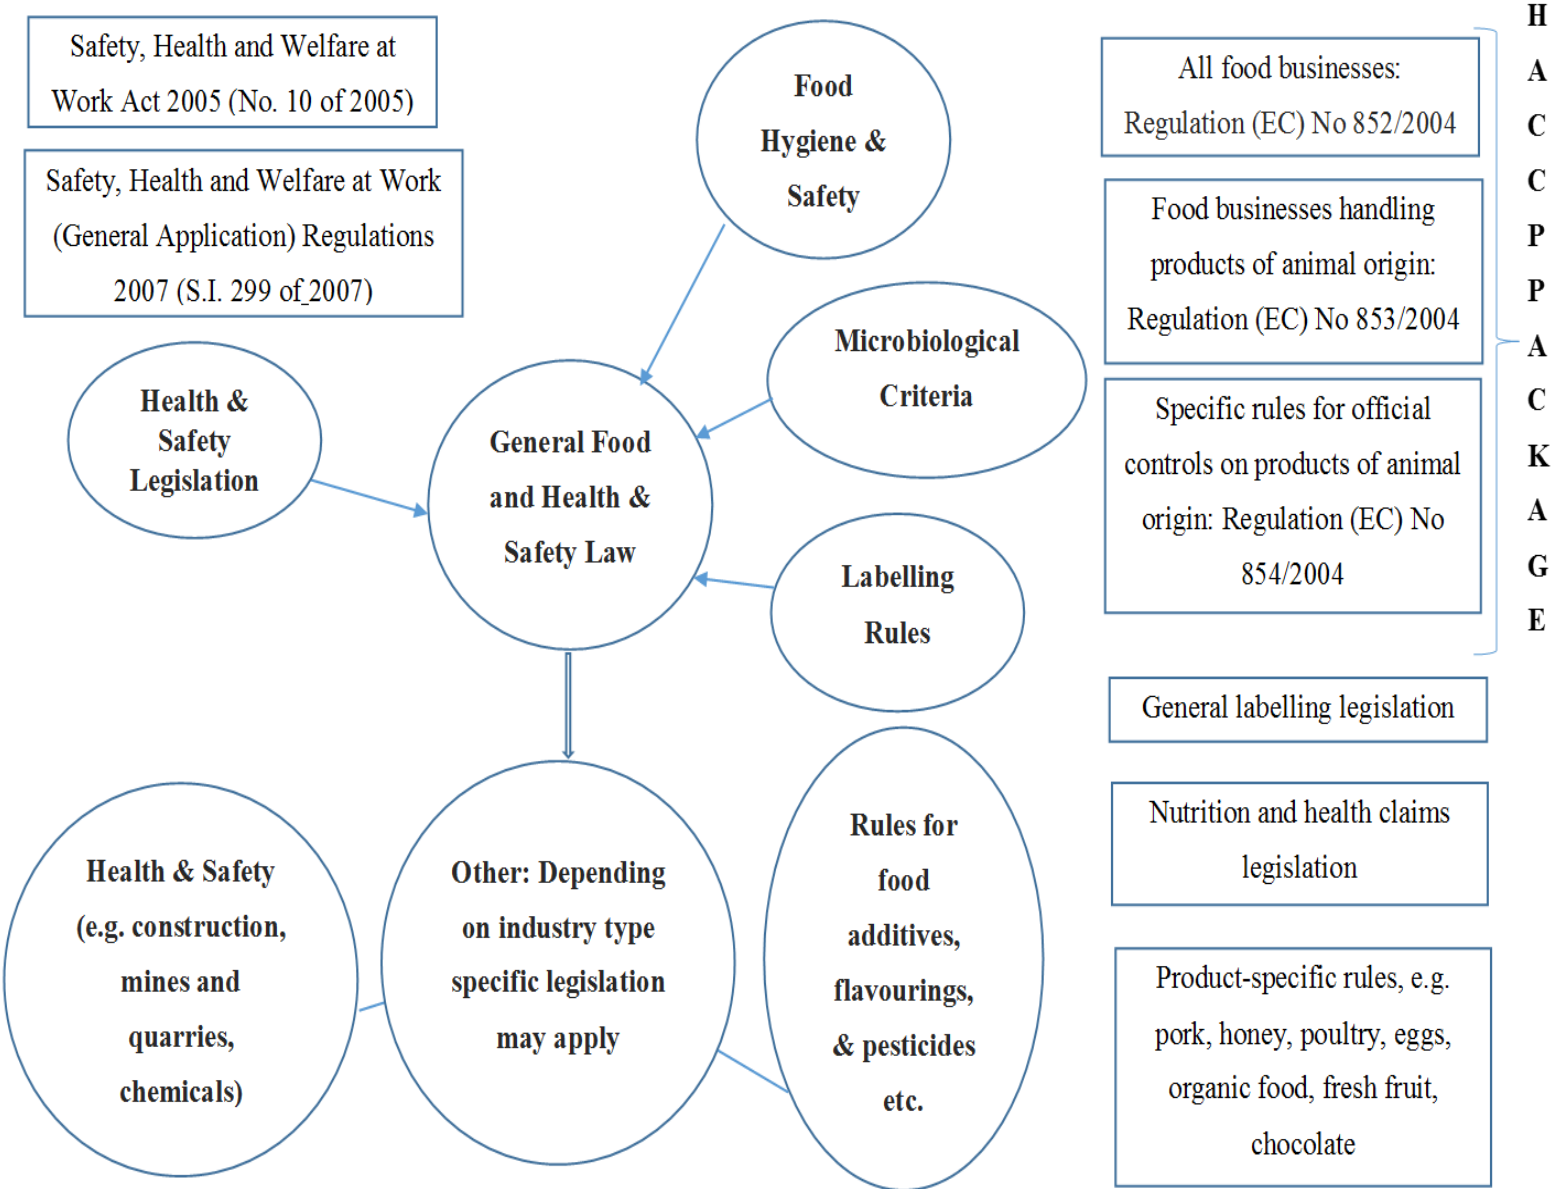 Safety, Health and Welfare at
Work Act 2005 (No. 10 of 2005)
Safety, Health and Welfare at Work
(General Application) Regulations
2007 (S.I. 299 of 2007)
Health &
Safety
Legislation
Food
Hygiene &
Safety
Microbiological
Criteria
General Food
and Health &
Safety Law
Labelling
Rules
Health & Safety
(e.g. construction,
mines and
quarries,
chemicals)
Other: Depending
on industry type
specific legislation
may apply
Rules for
food
additives,
flavourings,
& pesticides
etc.
All food businesses:
Regulation (EC) No 852/2004
Food businesses handling
products of animal origin:
Regulation (EC) No 853/2004
Specific rules for official
controls on products of animal
origin: Regulation (EC) No
854/2004
General labelling legislation
Nutrition and health claims
legislation
Product-specific rules, e.g.
pork, honey, poultry, eggs,
organic food, fresh fruit,
chocolate
H
A
C
C
P
P
A
C
K
A
G
E